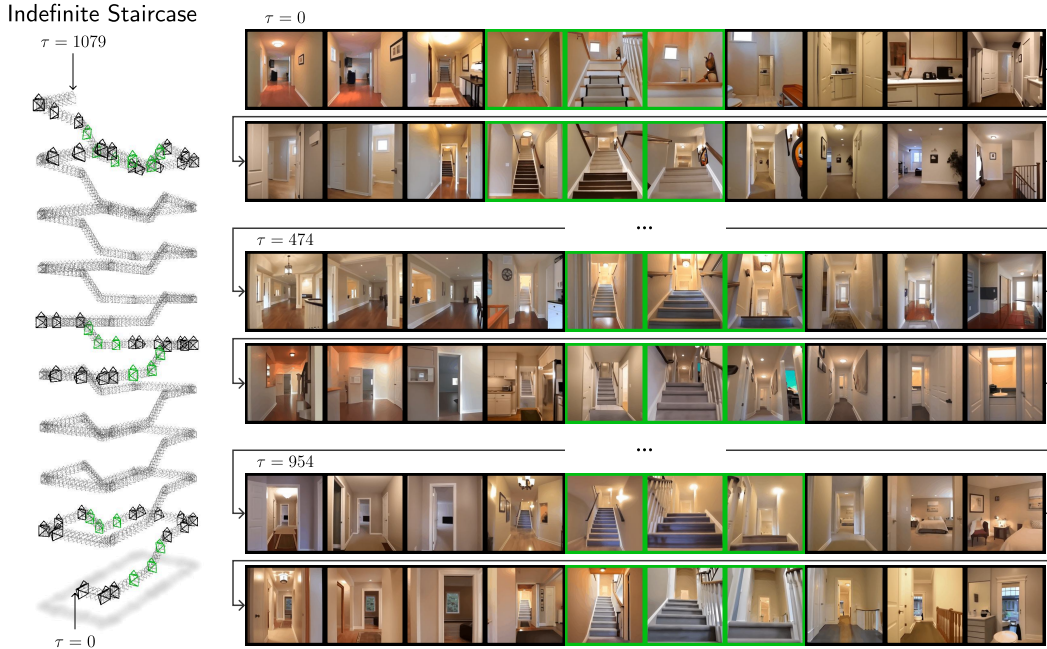 Indefinite Staircase
τ = 1079
τ = 0
τ = 0
...
τ = 474
...
τ = 954